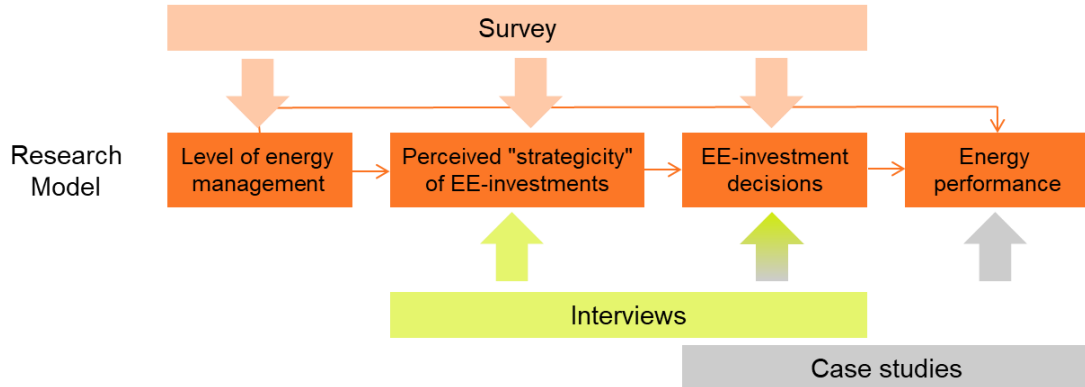 Survey
Research
Model
Level of energy
management
Perceived "strategicity"
of EE-investments
EE-investment
decisions
Energy
performance
Interviews
Case studies